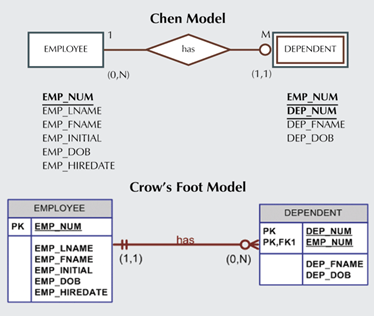 Chen Model
EMPLOYEE
1
has
M
DEPENDENT
(0,N)
(1,1)
EMP_NUM
EMP_LNAME
EMP_FNAME
EMP_INITIAL
EMP_DOB
EMP_HIREDATE
EMP_NUM
DEP_NUM
DEP_FNAME
DEP_DOB
Crow's Foot Model
EMPLOYEE
PK EMP_NUM
EMP_LNAME
EMP_FNAME
EMP_INITIAL
EMP_DOB
EMP_HIREDATE
has
(1,1)
(0,N)
DEPENDENT
PK DEP_NUM
PK,FK1 EMP_NUM
DEP_FNAME
DEP_DOB